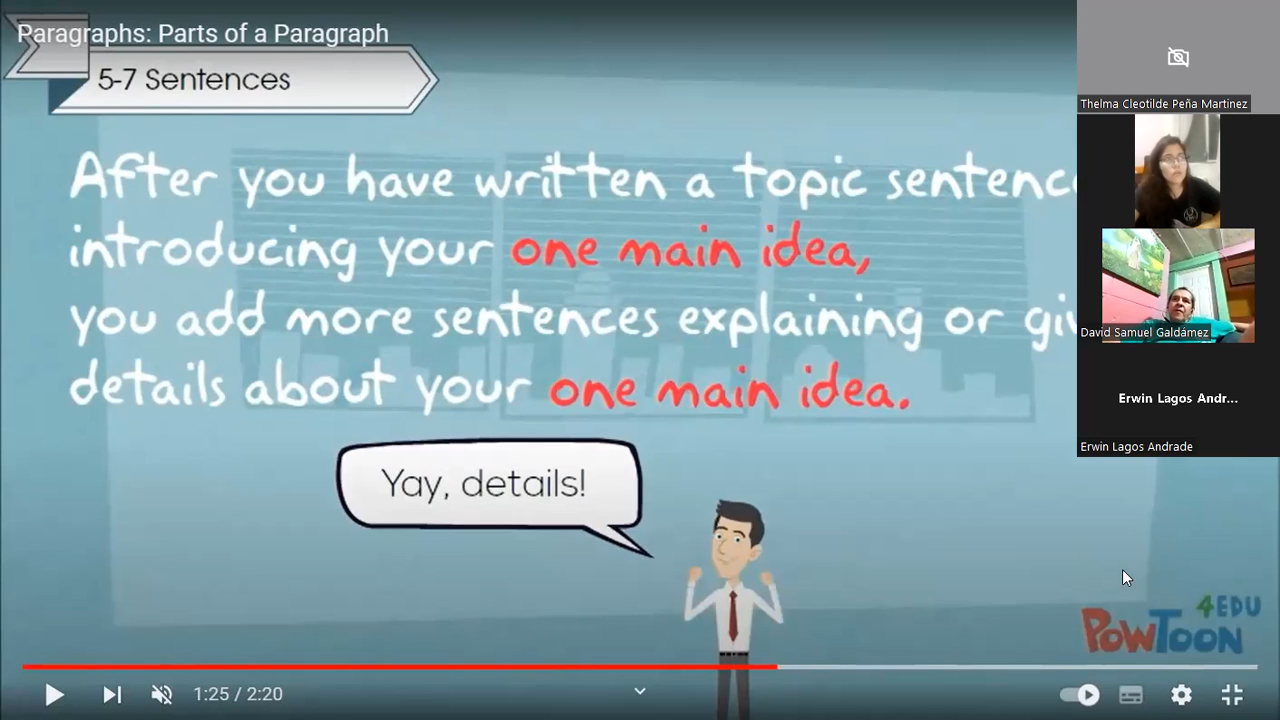 Paragraphs: Parts of a Paragraph
5-7 Sentences
After you have written a topic sentenc
introducing your one main idea,
you add more sentences explaining or gi
details about your one main idea.
Yay, details!
4EDU
POWTOON
1:25 / 2:20
Thelma Cleotilde Peña Martinez
David Samuel Galdámez
Erwin Lagos Andr...
Erwin Lagos Andrade